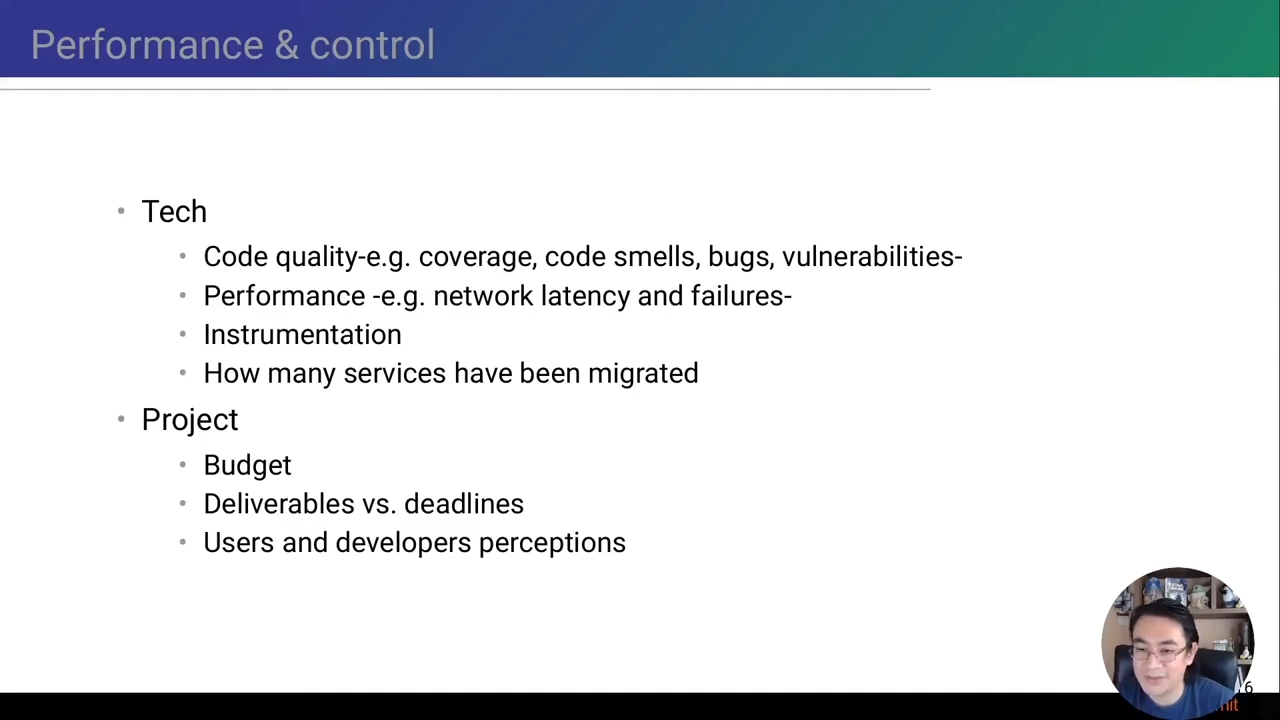 Performance & control
• Tech
• Code quality-e.g. coverage, code smells, bugs, vulnerabilities-
• Performance -e.g. network latency and failures-
• Instrumentation
• How many services have been migrated
• Project
• Budget
• Deliverables vs. deadlines
• Users and developers perceptions
6